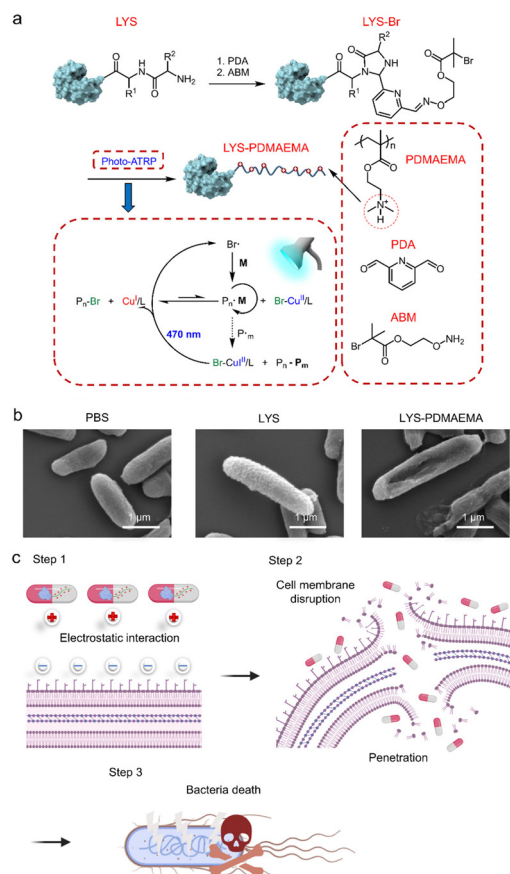 a
LYS
LYS-Br
O
H
N
R²
NH₂
R¹
O
1. PDA
2. ABM
R²
O
NH
N
O
R¹
N
N
O
O
O
Br
Photo-ATRP
LYS-PDMAEMA
n
O
O
PDMAEMA
N⁺
H
Br·
M
Pₙ-Br + Cuᴵ/L
Pₙ· M + Br-Cuᴵᴵ/L
P·ₘ
470 nm
Br-Cuᴵᴵ/L + Pₙ - Pₘ
PDA
O
N
O
ABM
Br
O
O
O
NH₂
b
PBS
LYS
LYS-PDMAEMA
1 μm
1 μm
1 μm
c
Step 1
Step 2
Cell membrane
disruption
Electrostatic interaction
Penetration
Step 3
Bacteria death